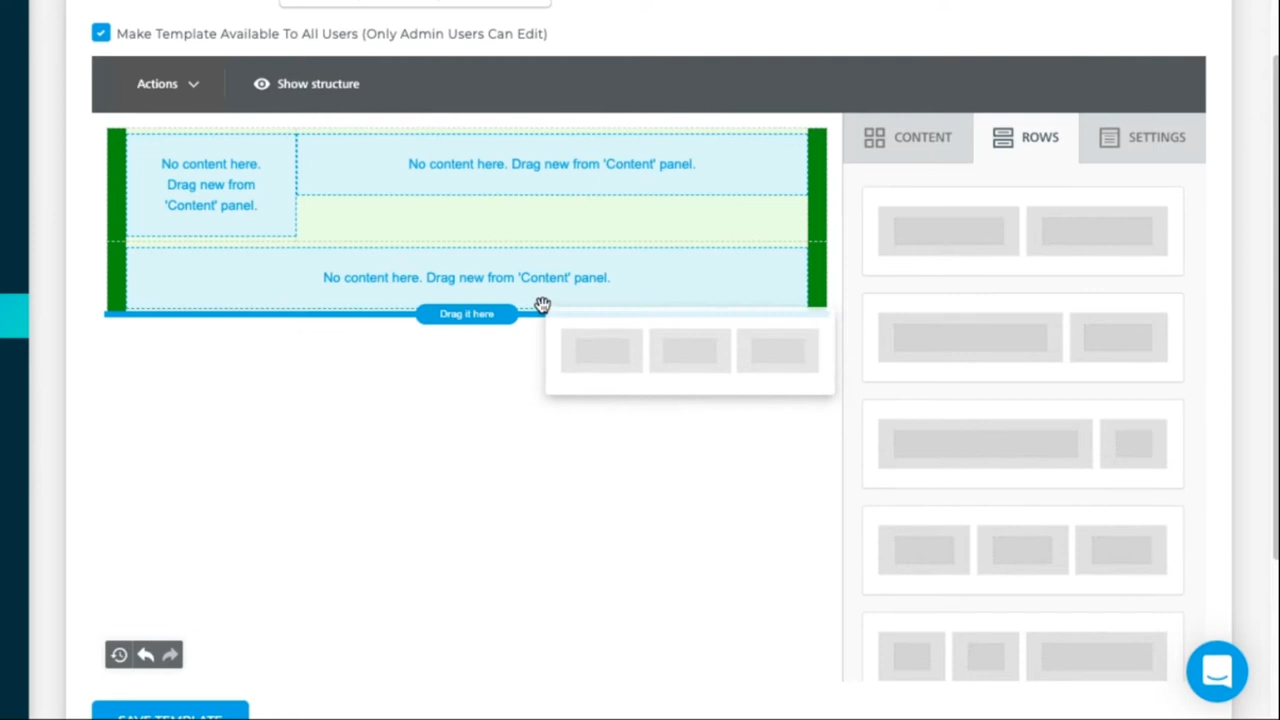 Make Template Available To All Users (Only Admin Users Can Edit)
Actions
Show structure
CONTENT
ROWS
SETTINGS
No content here.
Drag new from
'Content' panel.
No content here. Drag new from 'Content' panel.
No content here. Drag new from 'Content' panel.
Drag it here
SAVE TEMPLATE